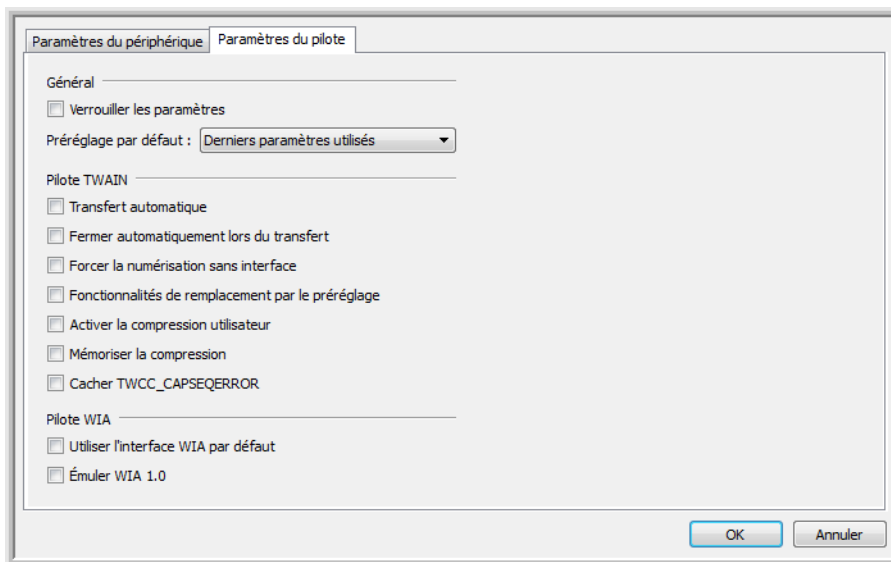 Paramètres du périphérique
Paramètres du pilote
Général
Verrouiller les paramètres
Préréglage par défaut : Derniers paramètres utilisés
Pilote TWAIN
Transfert automatique
Fermer automatiquement lors du transfert
Forcer la numérisation sans interface
Fonctionnalités de remplacement par le préréglage
Activer la compression utilisateur
Mémoriser la compression
Cacher TWCC_CAPSEQERROR
Pilote WIA
Utiliser l'interface WIA par défaut
Émuler WIA 1.0
OK
Annuler